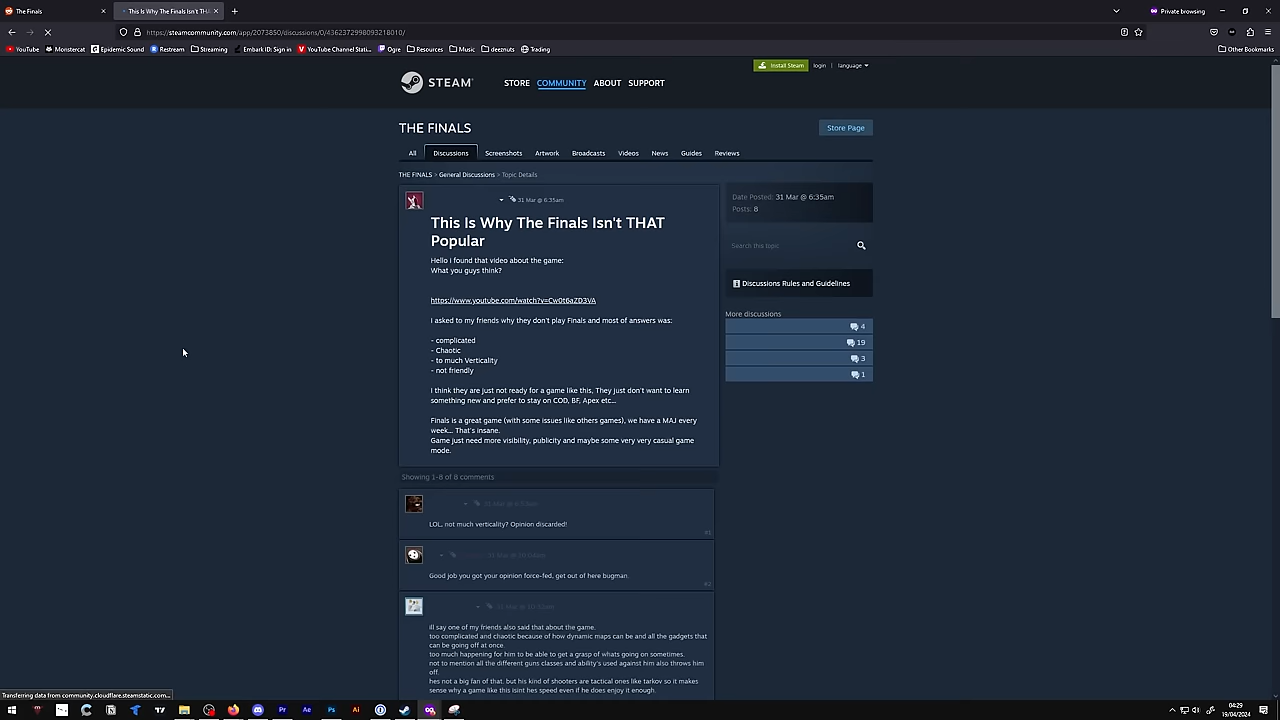 The Finals
This Is Why The Finals Isn't THAT
Private browsing
https://steamcommunity.com/app/2073850/discussions/0/4362372998093218010/
YouTube Monstercat Epidemic Sound Restream Streaming Embark ID: Sign in YouTube Channel Stati... Ogre Resources Music deeznuts Trading Other Bookmarks
Install Steam login | language
STEAM® STORE COMMUNITY ABOUT SUPPORT
THE FINALS
Store Page
All Discussions Screenshots Artwork Broadcasts Videos News Guides Reviews
THE FINALS > General Discussions > Topic Details
31 Mar @ 6:35am
This Is Why The Finals Isn't THAT
Popular
Hello I found that video about the game:
What you guys think?
https://www.youtube.com/watch?v=Cw0t6aZD3VA
I asked to my friends why they don't play Finals and most of answers was:
- complicated
- Chaotic
- to much Verticality
- not friendly
I think they are just not ready for a game like this, They just don't want to learn
something new and prefer to stay on COD, BF, Apex etc...
Finals is a great game (with some issues like others games), we have a MAJ every
week... That's insane.
Game just need more visibility, publicity and maybe some very very casual game
mode.
Date Posted: 31 Mar @ 6:35am
Posts: 8
Search this topic
Discussions Rules and Guidelines
More discussions
4
19
3
1
Showing 1-8 of 8 comments
LOL, not much verticality? Opinion discarded!
#1
Good job you got your opinion force-fed, get out of here bugman.
#2
ill say one of my friends also said that about the game.
too complicated and chaotic because of how dynamic maps can be and all the gadgets that
can be going off at once.
too much happening for him to be able to get a grasp of whats going on sometimes.
not to mention all the different guns classes and ability's used against him also throws him
off.
hes not a big fan of that. but his kind of shooters are tactical ones like tarkov so it makes
sense why a game like this isint hes speed even if he does enjoy it enough.
Transferring data from community.cloudflare.steamstatic.com...
04:29
19/04/2024